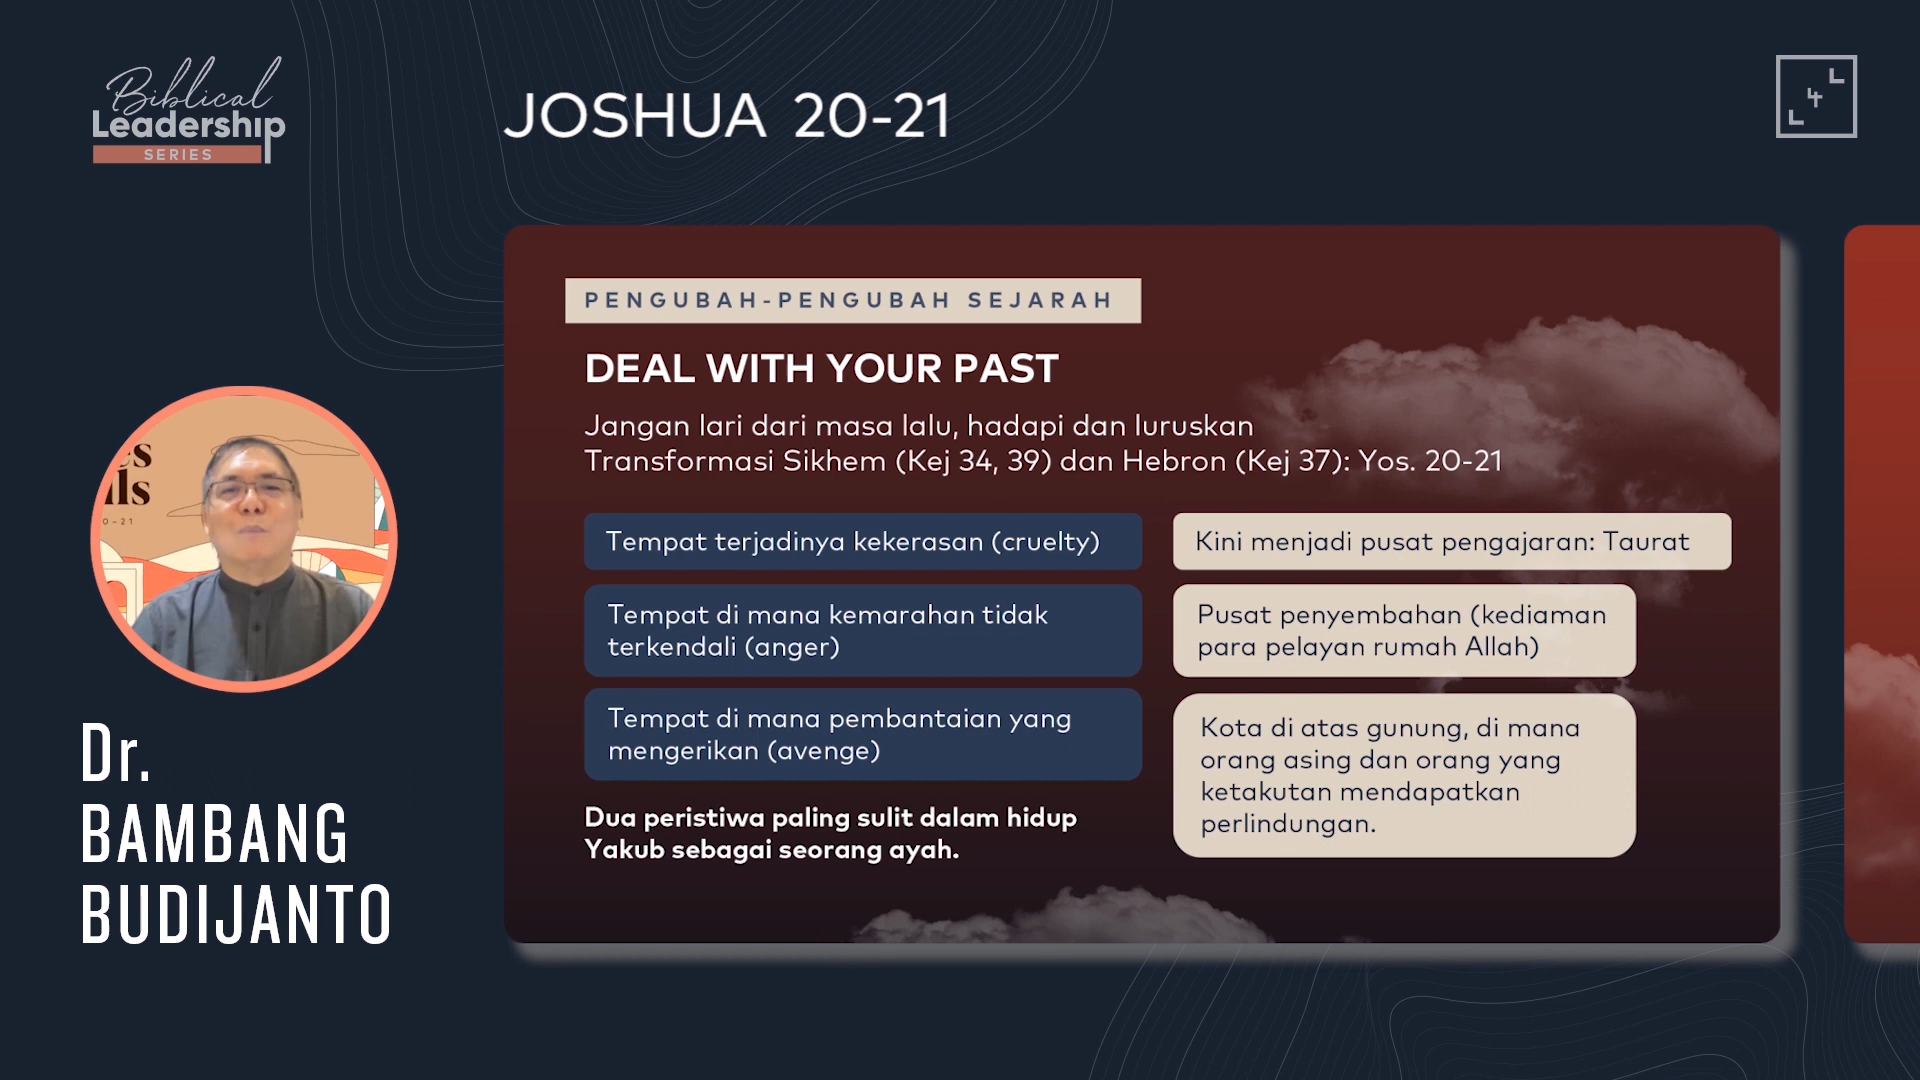 Biblical
Leadership
SERIES
JOSHUA 20-21
PENGUBAH-PENGUBAH SEJARAH
DEAL WITH YOUR PAST
Jangan lari dari masa lalu, hadapi dan luruskan
Transformasi Sikhem (Kej 34, 39) dan Hebron (Kej 37): Yos. 20-21
Tempat terjadinya kekerasan (cruelty)
Tempat di mana kemarahan tidak
terkendali (anger)
Tempat di mana pembantaian yang
mengerikan (avenge)
Dua peristiwa paling sulit dalam hidup
Yakub sebagai seorang ayah.
Kini menjadi pusat pengajaran: Taurat
Pusat penyembahan (kediaman
para pelayan rumah Allah)
Kota di atas gunung, di mana
orang asing dan orang yang
ketakutan mendapatkan
perlindungan.
Dr.
BAMBANG
BUDIJANTO